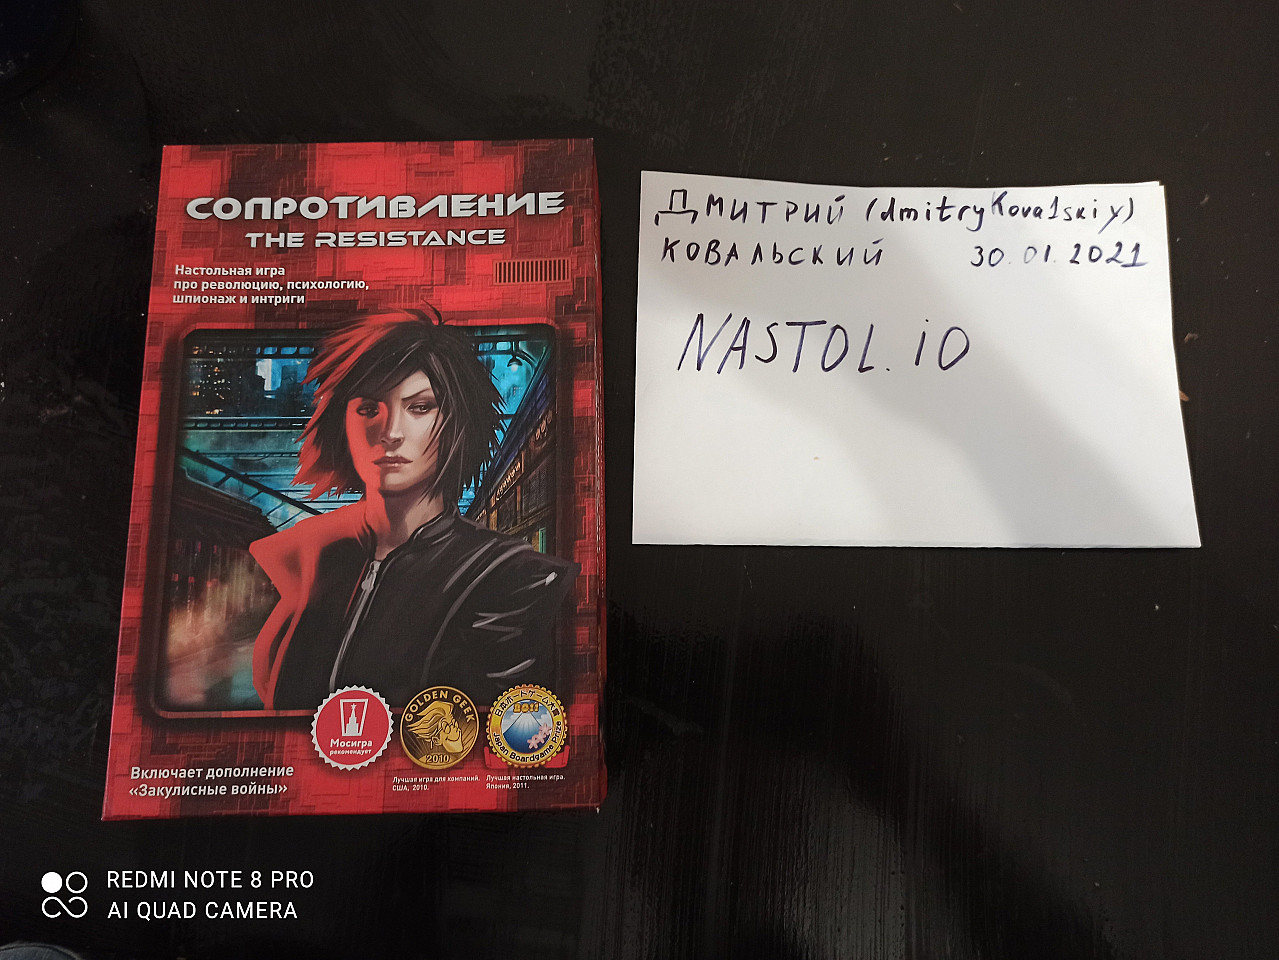 СОПРОТИВЛЕНИЕ
THE RESISTANCE
Настольная игра
про революцию, психологию,
шпионаж и интриги
Мосигра
рекомендует
GOLDEN GEEK
2010
2011
Japan Boardgame Prize
Лучшая игра для компаний.
США, 2010.
Лучшая настольная игра.
Япония, 2011.
Включает дополнение
«Закулисные войны»
ДМИТРИЙ (dmitryKova1skiy)
КОВАЛЬСКИЙ 30.01.2021
NASTOL.iO
REDMI NOTE 8 PRO
AI QUAD CAMERA